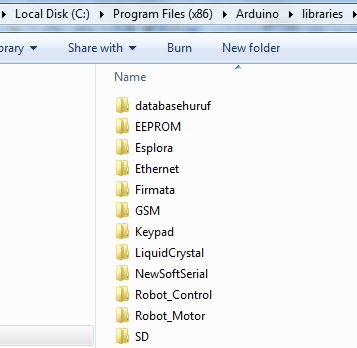 Local Disk (C:) Program Files (x86) Arduino libraries
brary Share with Burn New folder
Name
databasehuruf
EEPROM
Esplora
Ethernet
Firmata
GSM
Keypad
LiquidCrystal
NewSoftSerial
Robot_Control
Robot_Motor
SD